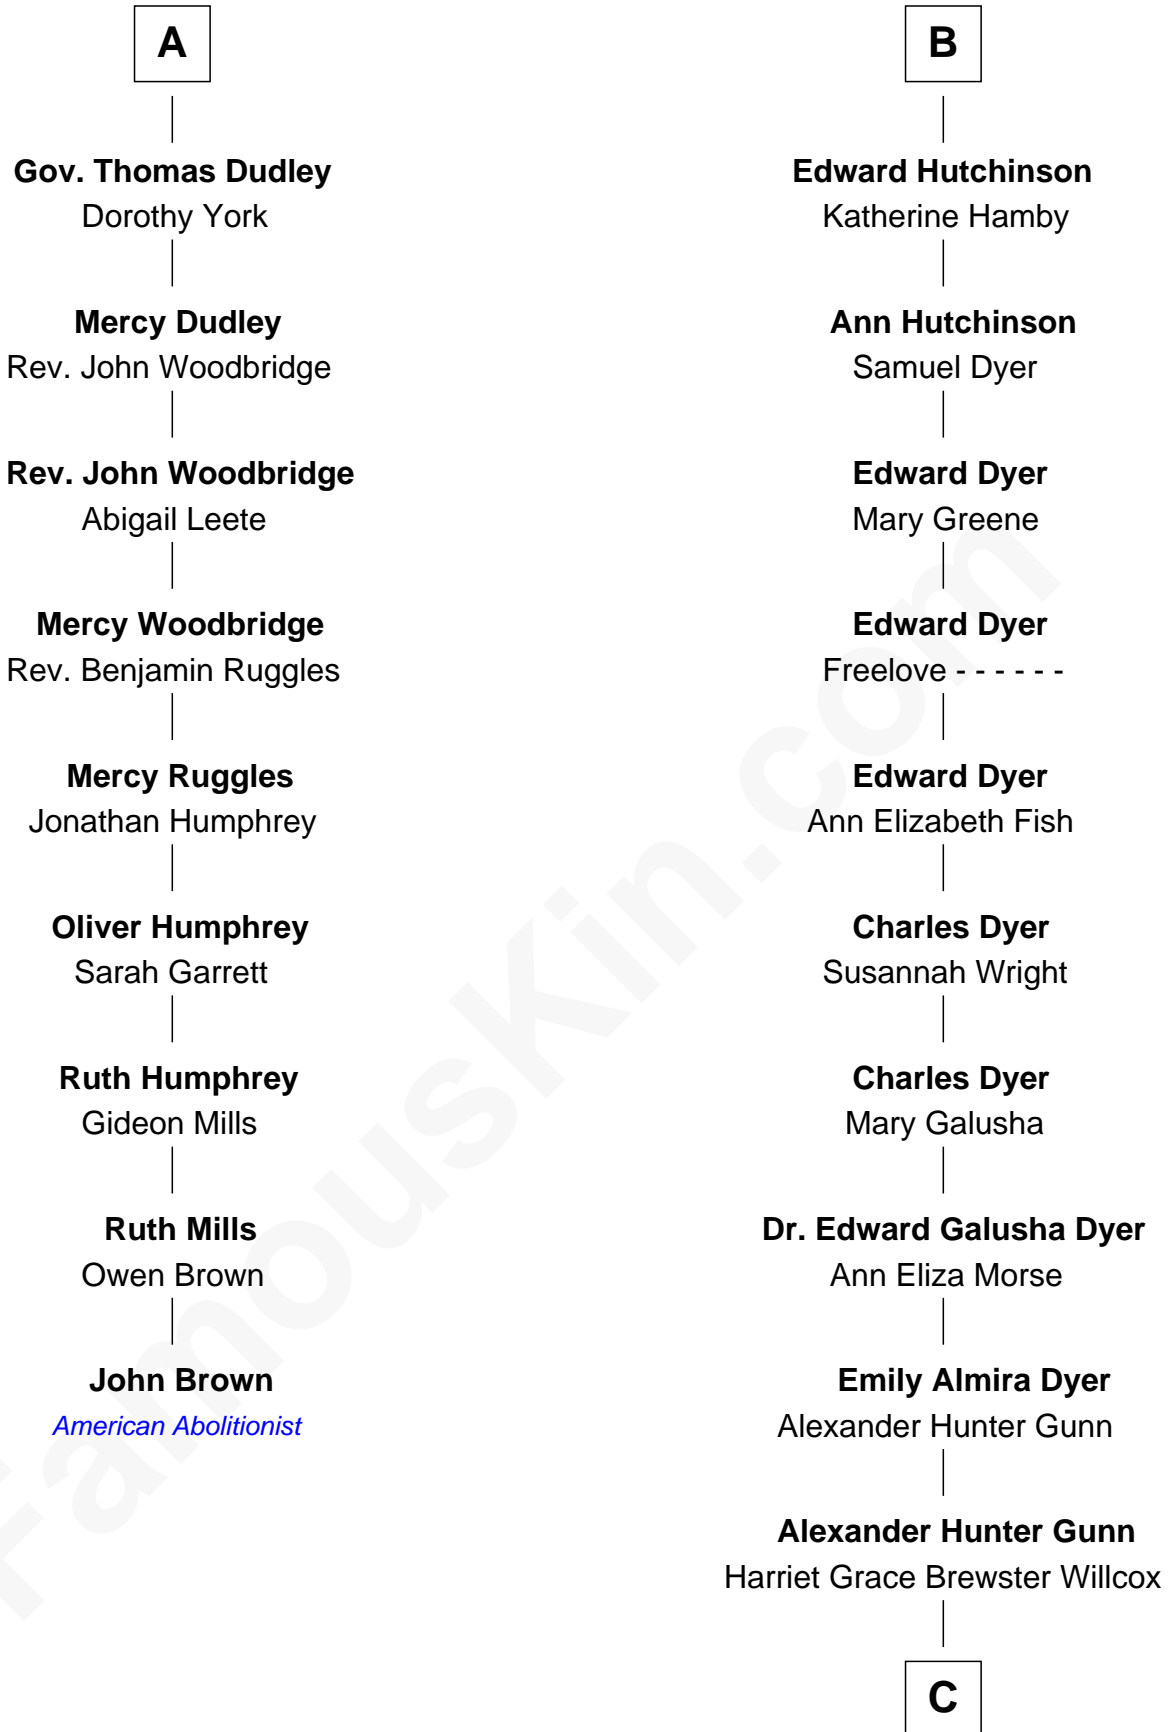 A
Gov. Thomas Dudley
Dorothy York
Mercy Dudley
Rev. John Woodbridge
Rev. John Woodbridge
Abigail Leete
Mercy Woodbridge
Rev. Benjamin Ruggles
Mercy Ruggles
Jonathan Humphrey
Oliver Humphrey
Sarah Garrett
Ruth Humphrey
Gideon Mills
Ruth Mills
Owen Brown
John Brown
American Abolitionist
B
Edward Hutchinson
Katherine Hamby
Ann Hutchinson
Samuel Dyer
Edward Dyer
Mary Greene
Edward Dyer
Freelove - - - - - -
Edward Dyer
Ann Elizabeth Fish
Charles Dyer
Susannah Wright
Charles Dyer
Mary Galusha
Dr. Edward Galusha Dyer
Ann Eliza Morse
Emily Almira Dyer
Alexander Hunter Gunn
Alexander Hunter Gunn
Harriet Grace Brewster Willcox
C
FamousKin.com